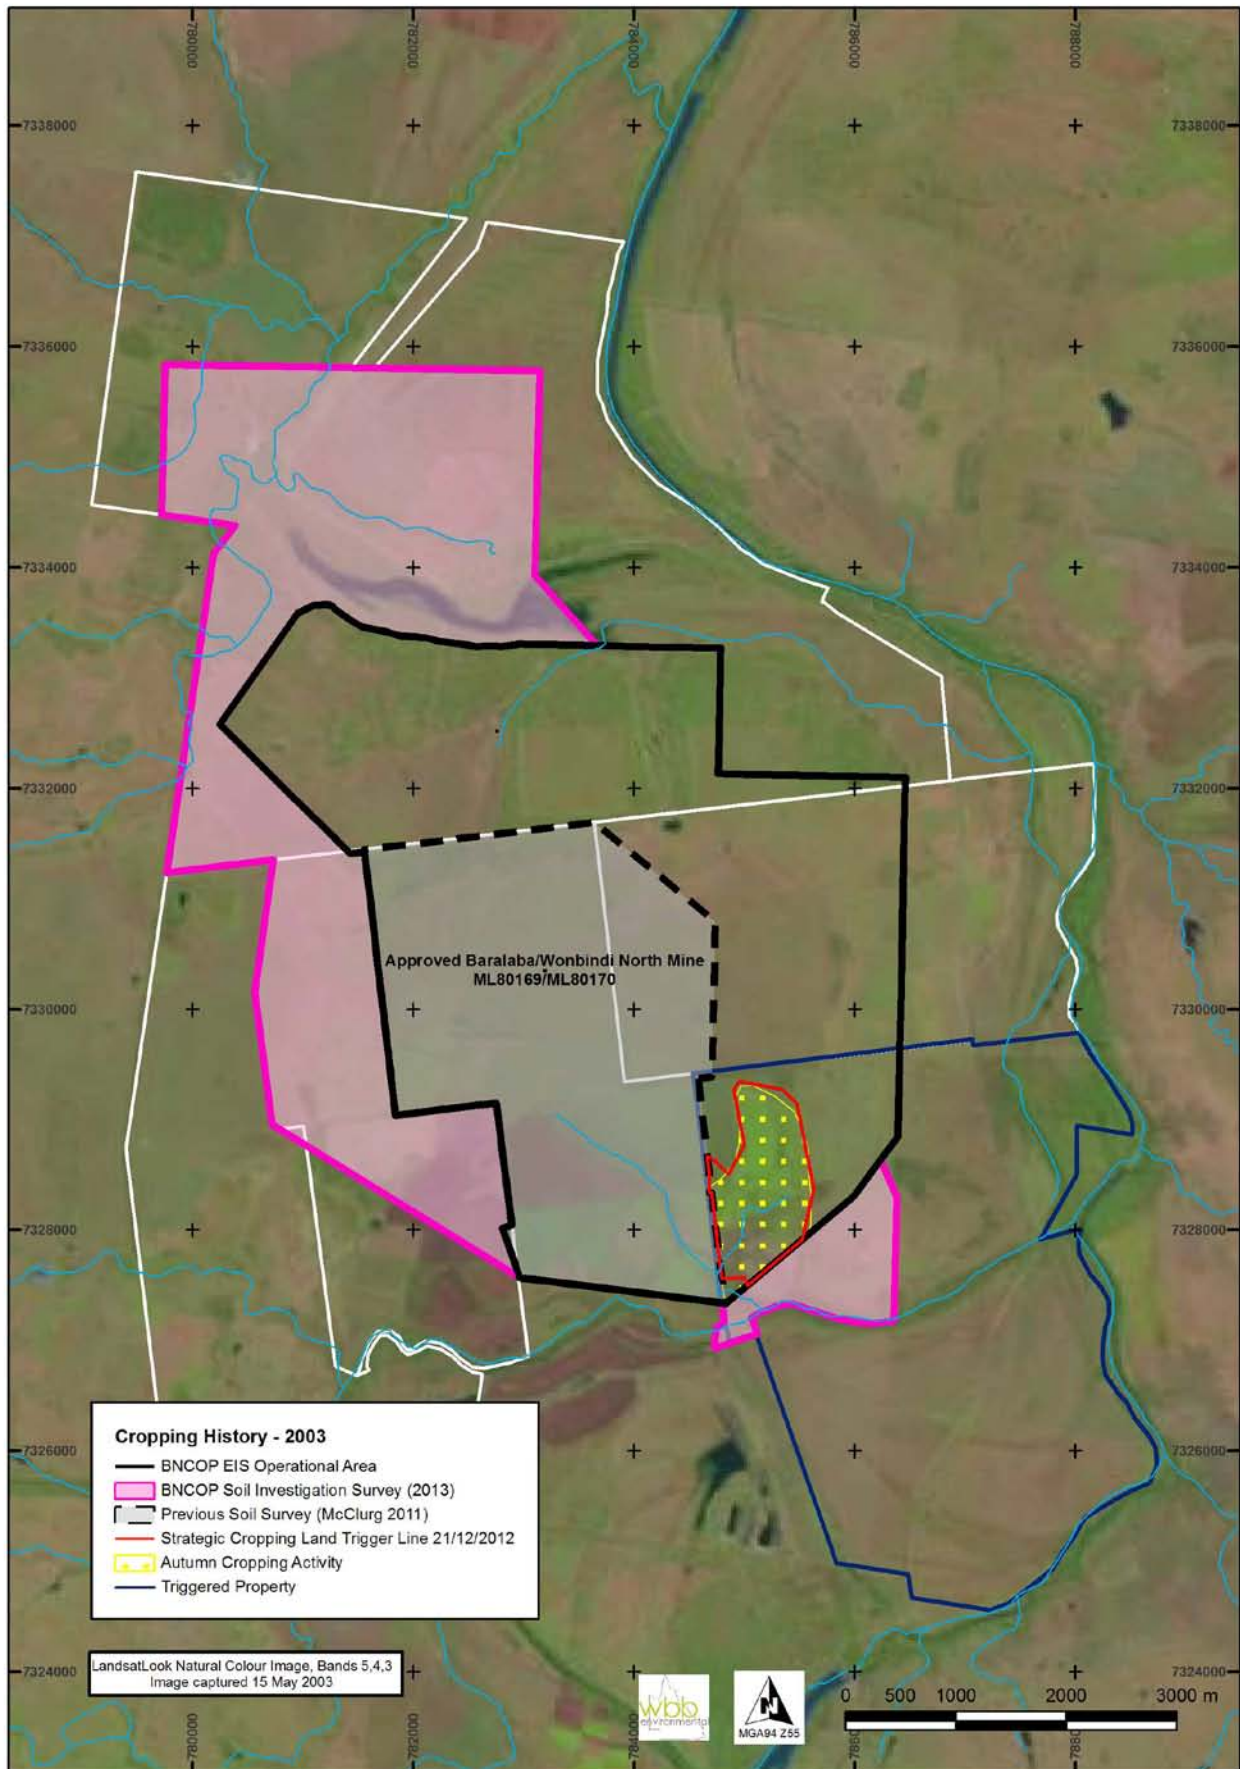 780000
782000
784000
786000
788000
7338000
7338000
7336000
7336000
7334000
7334000
7332000
7332000
Approved Baralaba/Wonbindi North Mine
ML80169/ML80170
7330000
7330000
7328000
7328000
7326000
7326000
Cropping History - 2003
BNCOP EIS Operational Area
BNCOP Soil Investigation Survey (2013)
Previous Soil Survey (McClurg 2011)
Strategic Cropping Land Trigger Line 21/12/2012
Autumn Cropping Activity
Triggered Property
LandsatLook Natural Colour Image, Bands 5,4,3
Image captured 15 May 2003
7324000
7324000
wbb
environmental
N
MGA94 Z55
0 500 1000 2000 3000 m
780000
782000
784000
786000
788000